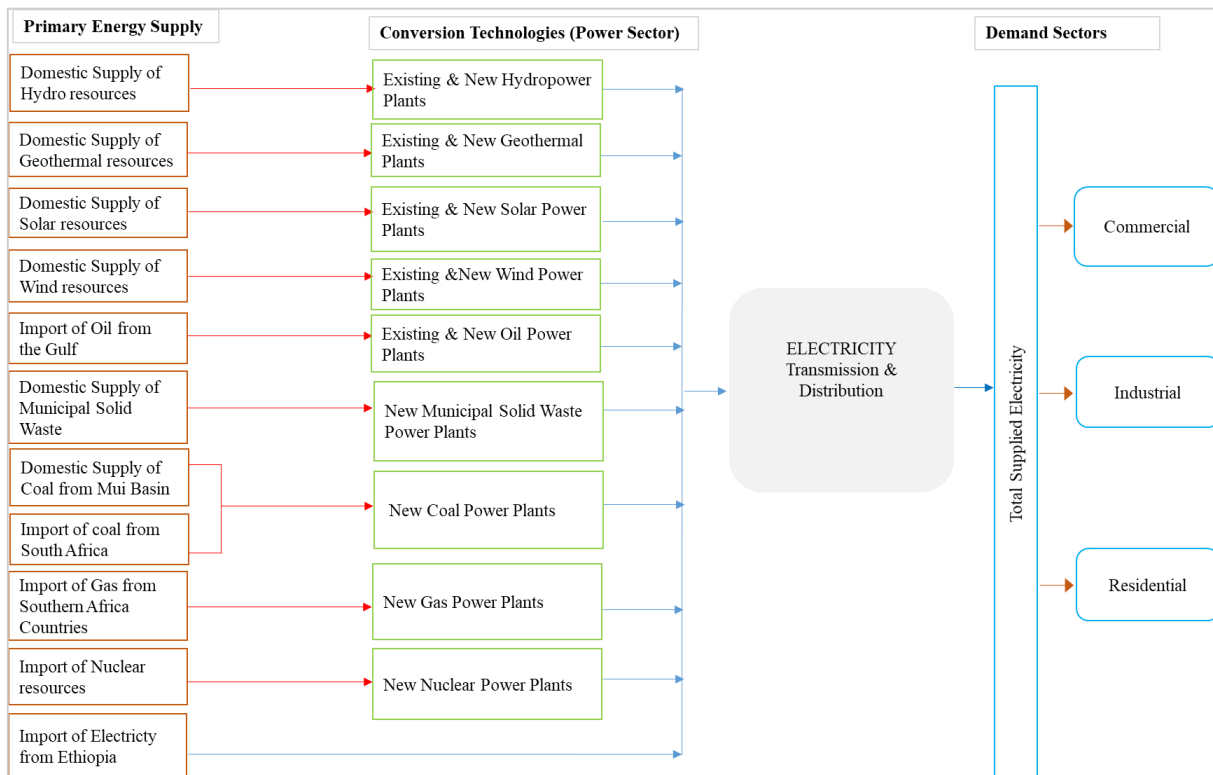 Primary Energy Supply
Conversion Technologies (Power Sector)
Demand Sectors
Domestic Supply of
Hydro resources
Existing & New Hydropower
Plants
Domestic Supply of
Geothermal resources
Existing & New Geothermal
Plants
Domestic Supply of
Solar resources
Existing & New Solar Power
Plants
Domestic Supply of
Wind resources
Existing &New Wind Power
Plants
Import of Oil from
the Gulf
Existing & New Oil Power
Plants
Domestic Supply of
Municipal Solid
Waste
New Municipal Solid Waste
Power Plants
Domestic Supply of
Coal from Mui Basin
Import of coal from
South Africa
New Coal Power Plants
Import of Gas from
Southern Africa
Countries
New Gas Power Plants
Import of Nuclear
resources
New Nuclear Power Plants
Import of Electricty
from Ethiopia
ELECTRICITY
Transmission &
Distribution
Total Supplied Electricity
Commercial
Industrial
Residential